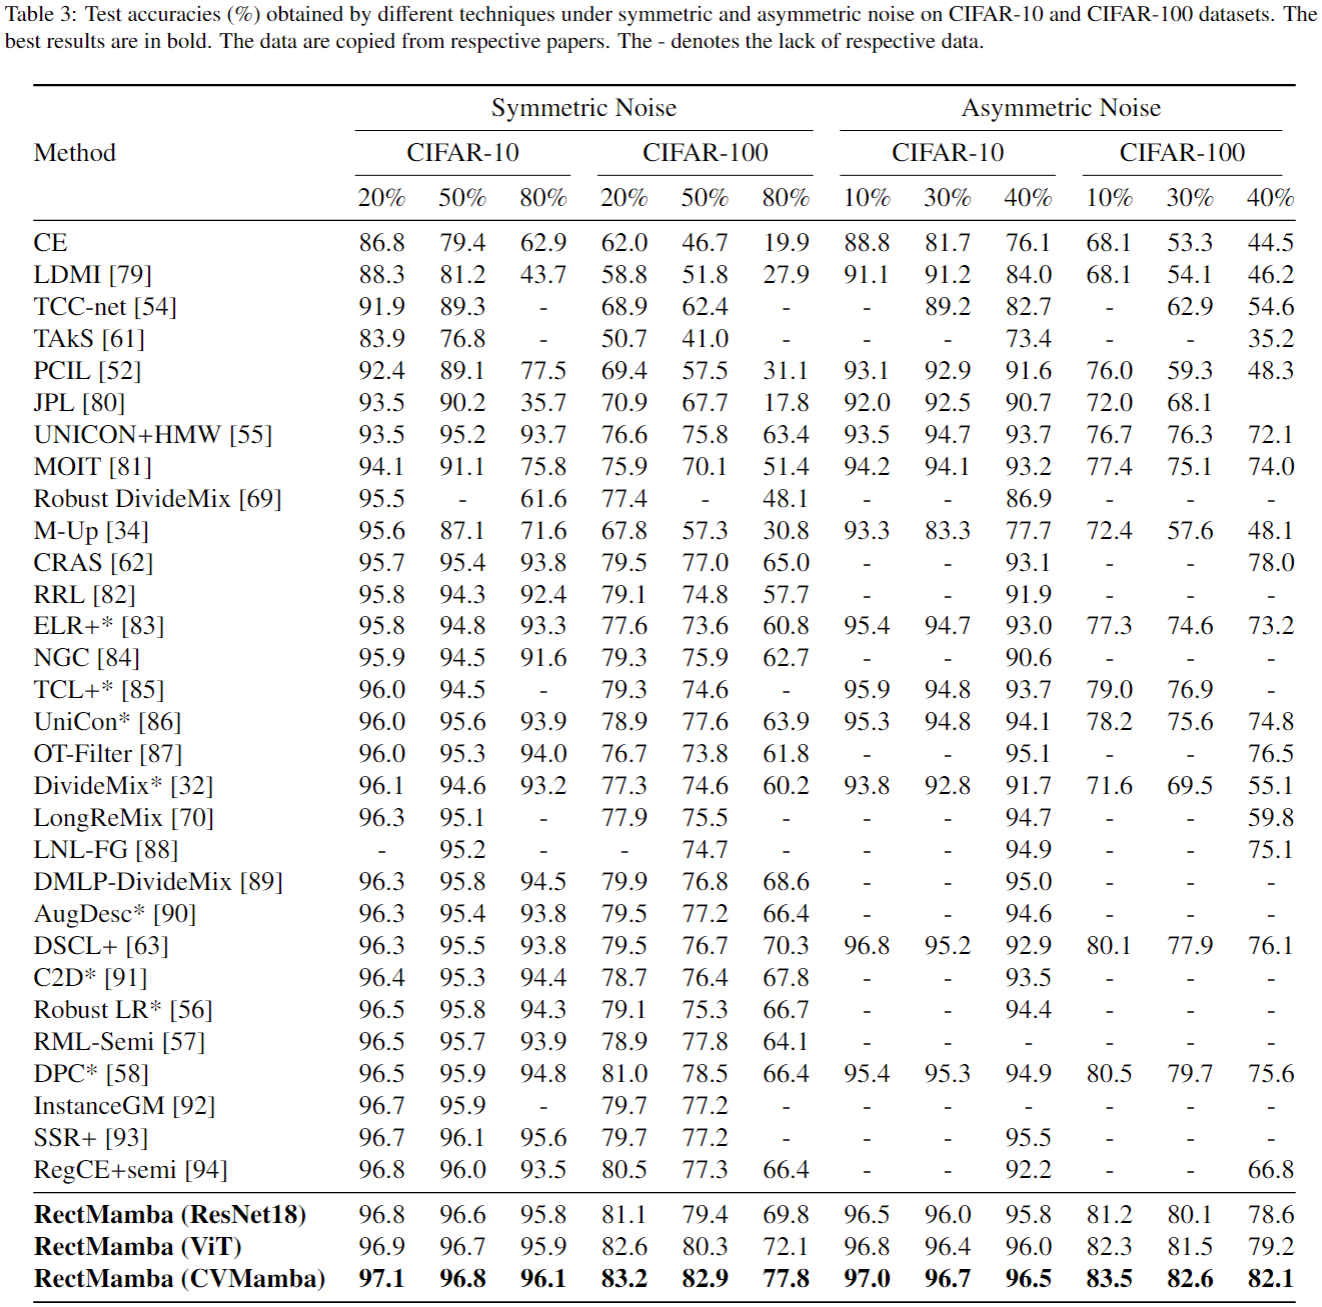 Table 3: Test accuracies (%) obtained by different techniques under symmetric and asymmetric noise on CIFAR-10 and CIFAR-100 datasets. The
best results are in bold. The data are copied from respective papers. The - denotes the lack of respective data.
Symmetric Noise Asymmetric Noise
Method CIFAR-10 CIFAR-100 CIFAR-10 CIFAR-100
20% 50% 80% 20% 50% 80% 10% 30% 40% 10% 30% 40%
CE 86.8 79.4 62.9 62.0 46.7 19.9 88.8 81.7 76.1 68.1 53.3 44.5
LDMI [79] 88.3 81.2 43.7 58.8 51.8 27.9 91.1 91.2 84.0 68.1 54.1 46.2
TCC-net [54] 91.9 89.3 - 68.9 62.4 - - 89.2 82.7 - 62.9 54.6
TAkS [61] 83.9 76.8 - 50.7 41.0 - - - 73.4 - - 35.2
PCIL [52] 92.4 89.1 77.5 69.4 57.5 31.1 93.1 92.9 91.6 76.0 59.3 48.3
JPL [80] 93.5 90.2 35.7 70.9 67.7 17.8 92.0 92.5 90.7 72.0 68.1
UNICON+HMW [55] 93.5 95.2 93.7 76.6 75.8 63.4 93.5 94.7 93.7 76.7 76.3 72.1
MOIT [81] 94.1 91.1 75.8 75.9 70.1 51.4 94.2 94.1 93.2 77.4 75.1 74.0
Robust DivideMix [69] 95.5 - 61.6 77.4 - 48.1 - - 86.9 - - -
M-Up [34] 95.6 87.1 71.6 67.8 57.3 30.8 93.3 83.3 77.7 72.4 57.6 48.1
CRAS [62] 95.7 95.4 93.8 79.5 77.0 65.0 - - 93.1 - - 78.0
RRL [82] 95.8 94.3 92.4 79.1 74.8 57.7 - - 91.9 - - -
ELR+* [83] 95.8 94.8 93.3 77.6 73.6 60.8 95.4 94.7 93.0 77.3 74.6 73.2
NGC [84] 95.9 94.5 91.6 79.3 75.9 62.7 - - 90.6 - - -
TCL+* [85] 96.0 94.5 - 79.3 74.6 - 95.9 94.8 93.7 79.0 76.9 -
UniCon* [86] 96.0 95.6 93.9 78.9 77.6 63.9 95.3 94.8 94.1 78.2 75.6 74.8
OT-Filter [87] 96.0 95.3 94.0 76.7 73.8 61.8 - - 95.1 - - 76.5
DivideMix* [32] 96.1 94.6 93.2 77.3 74.6 60.2 93.8 92.8 91.7 71.6 69.5 55.1
LongReMix [70] 96.3 95.1 - 77.9 75.5 - - - 94.7 - - 59.8
LNL-FG [88] - 95.2 - - 74.7 - - - 94.9 - - 75.1
DMLP-DivideMix [89] 96.3 95.8 94.5 79.9 76.8 68.6 - - 95.0 - - -
AugDesc* [90] 96.3 95.4 93.8 79.5 77.2 66.4 - - 94.6 - - -
DSCL+ [63] 96.3 95.5 93.8 79.5 76.7 70.3 96.8 95.2 92.9 80.1 77.9 76.1
C2D* [91] 96.4 95.3 94.4 78.7 76.4 67.8 - - 93.5 - - -
Robust LR* [56] 96.5 95.8 94.3 79.1 75.3 66.7 - - 94.4 - - -
RML-Semi [57] 96.5 95.7 93.9 78.9 77.8 64.1 - - - - - -
DPC* [58] 96.5 95.9 94.8 81.0 78.5 66.4 95.4 95.3 94.9 80.5 79.7 75.6
InstanceGM [92] 96.7 95.9 - 79.7 77.2 - - - - - - -
SSR+ [93] 96.7 96.1 95.6 79.7 77.2 - - - 95.5 - - -
RegCE+semi [94] 96.8 96.0 93.5 80.5 77.3 66.4 - - 92.2 - - 66.8
RectMamba (ResNet18) 96.8 96.6 95.8 81.1 79.4 69.8 96.5 96.0 95.8 81.2 80.1 78.6
RectMamba (ViT) 96.9 96.7 95.9 82.6 80.3 72.1 96.8 96.4 96.0 82.3 81.5 79.2
RectMamba (CVMamba) 97.1 96.8 96.1 83.2 82.9 77.8 97.0 96.7 96.5 83.5 82.6 82.1